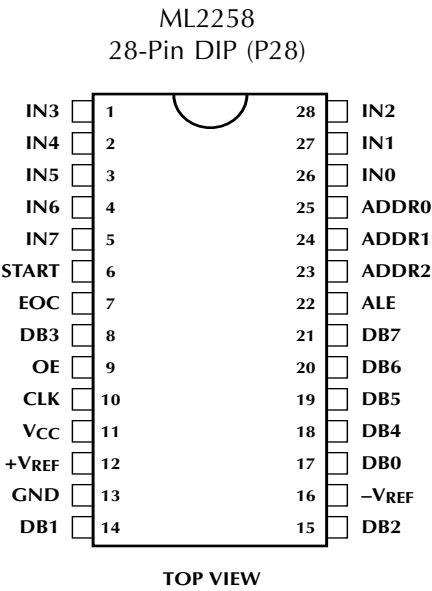 ML2258
28-Pin DIP (P28)
IN3 1 28 IN2
IN4 2 27 IN1
IN5 3 26 IN0
IN6 4 25 ADDR0
IN7 5 24 ADDR1
START 6 23 ADDR2
EOC 7 22 ALE
DB3 8 21 DB7
OE 9 20 DB6
CLK 10 19 DB5
VCC 11 18 DB4
+VREF 12 17 DB0
GND 13 16 –VREF
DB1 14 15 DB2
TOP VIEW